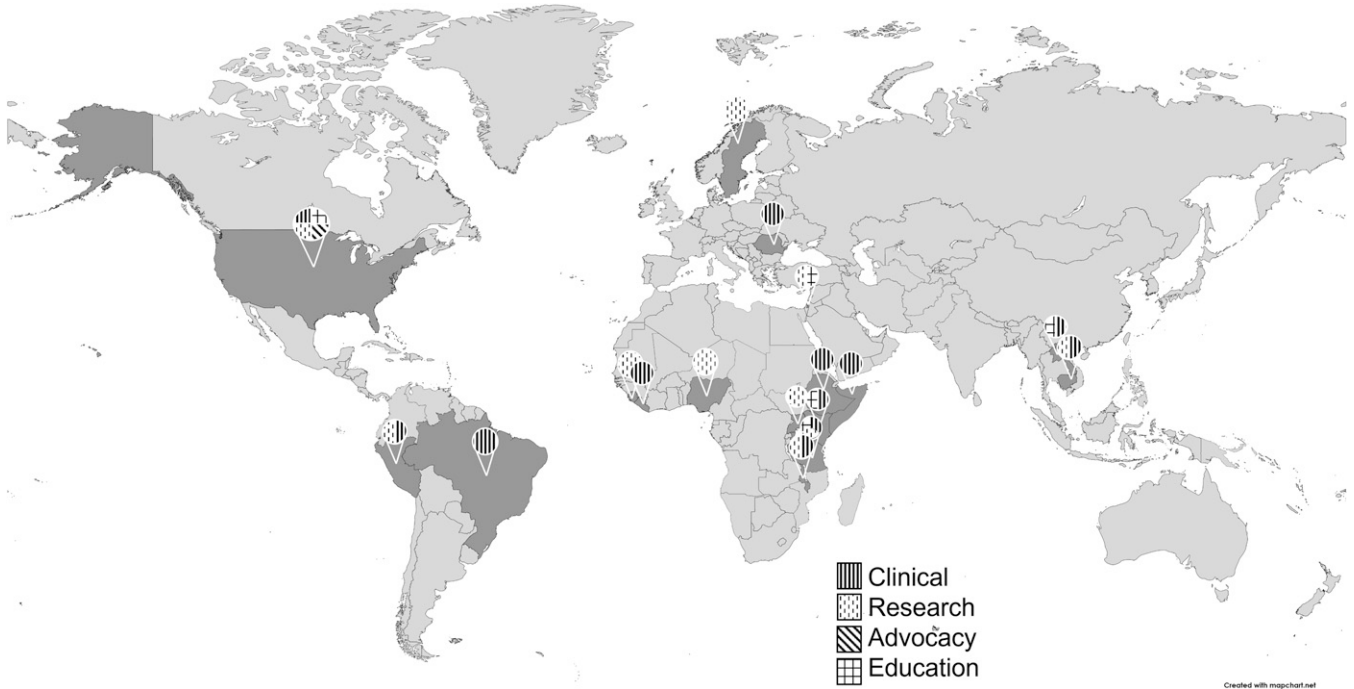 Clinical
Research
Advocacy
Education
Created with mapchart.net